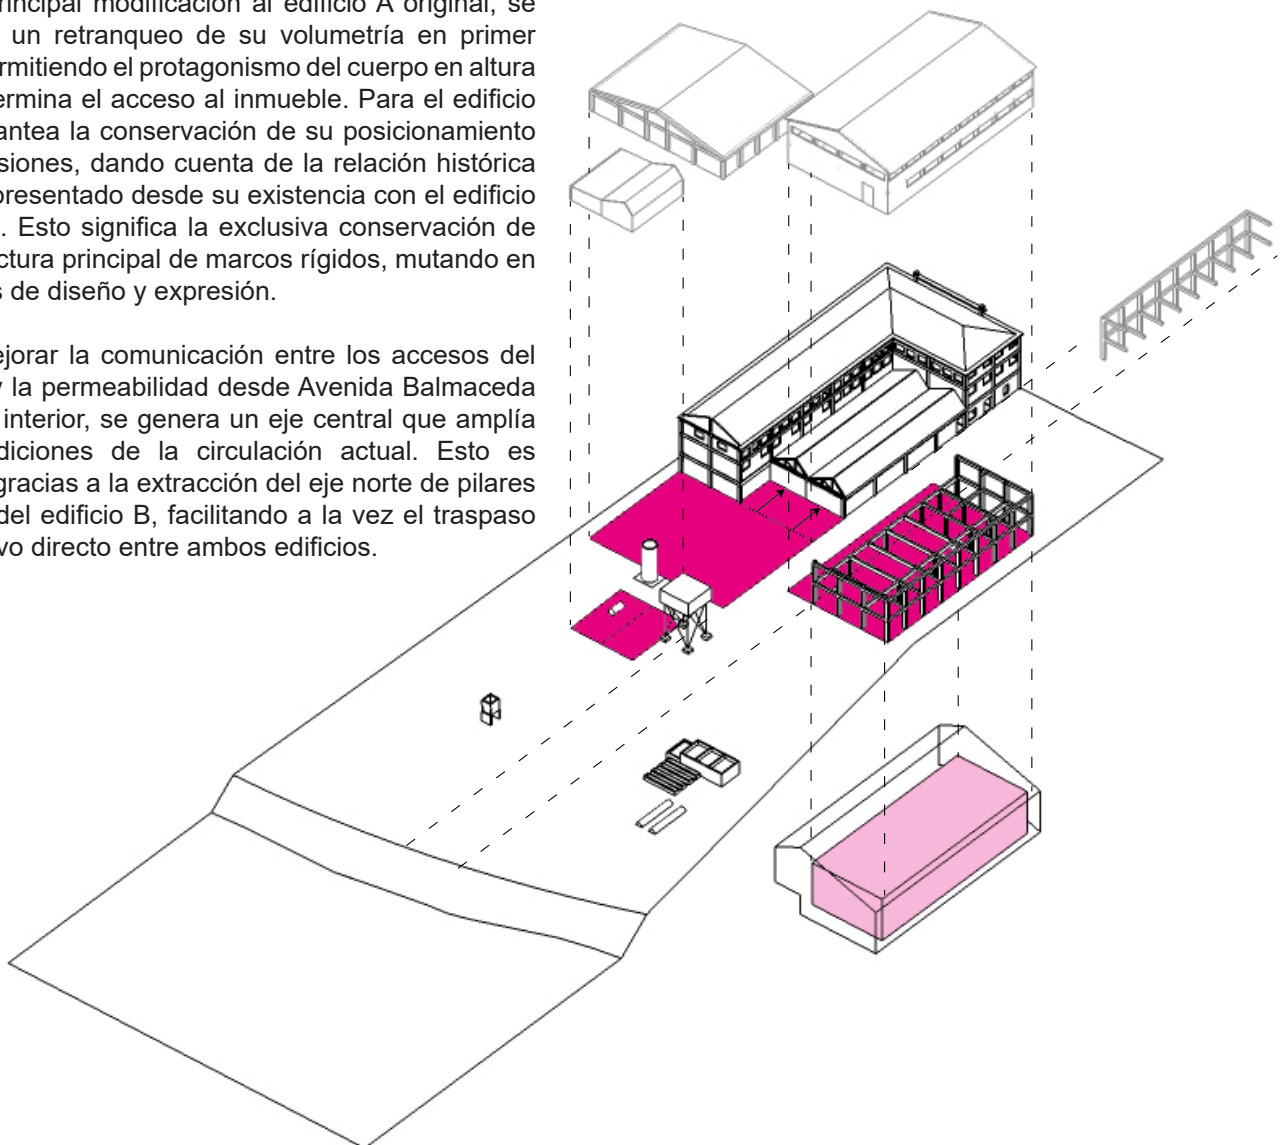 principal modificación al edificio A original, se
un retranqueo de su volumetría en primer
permitiendo el protagonismo del cuerpo en altura
ermina el acceso al inmueble. Para el edificio
antea la conservación de su posicionamiento
siones, dando cuenta de la relación histórica
presentado desde su existencia con el edificio
. Esto significa la exclusiva conservación de
ctura principal de marcos rígidos, mutando en
s de diseño y expresión.
ejorar la comunicación entre los accesos del
y la permeabilidad desde Avenida Balmaceda
interior, se genera un eje central que amplía
diciones de la circulación actual. Esto es
gracias a la extracción del eje norte de pilares
del edificio B, facilitando a la vez el traspaso
vo directo entre ambos edificios.